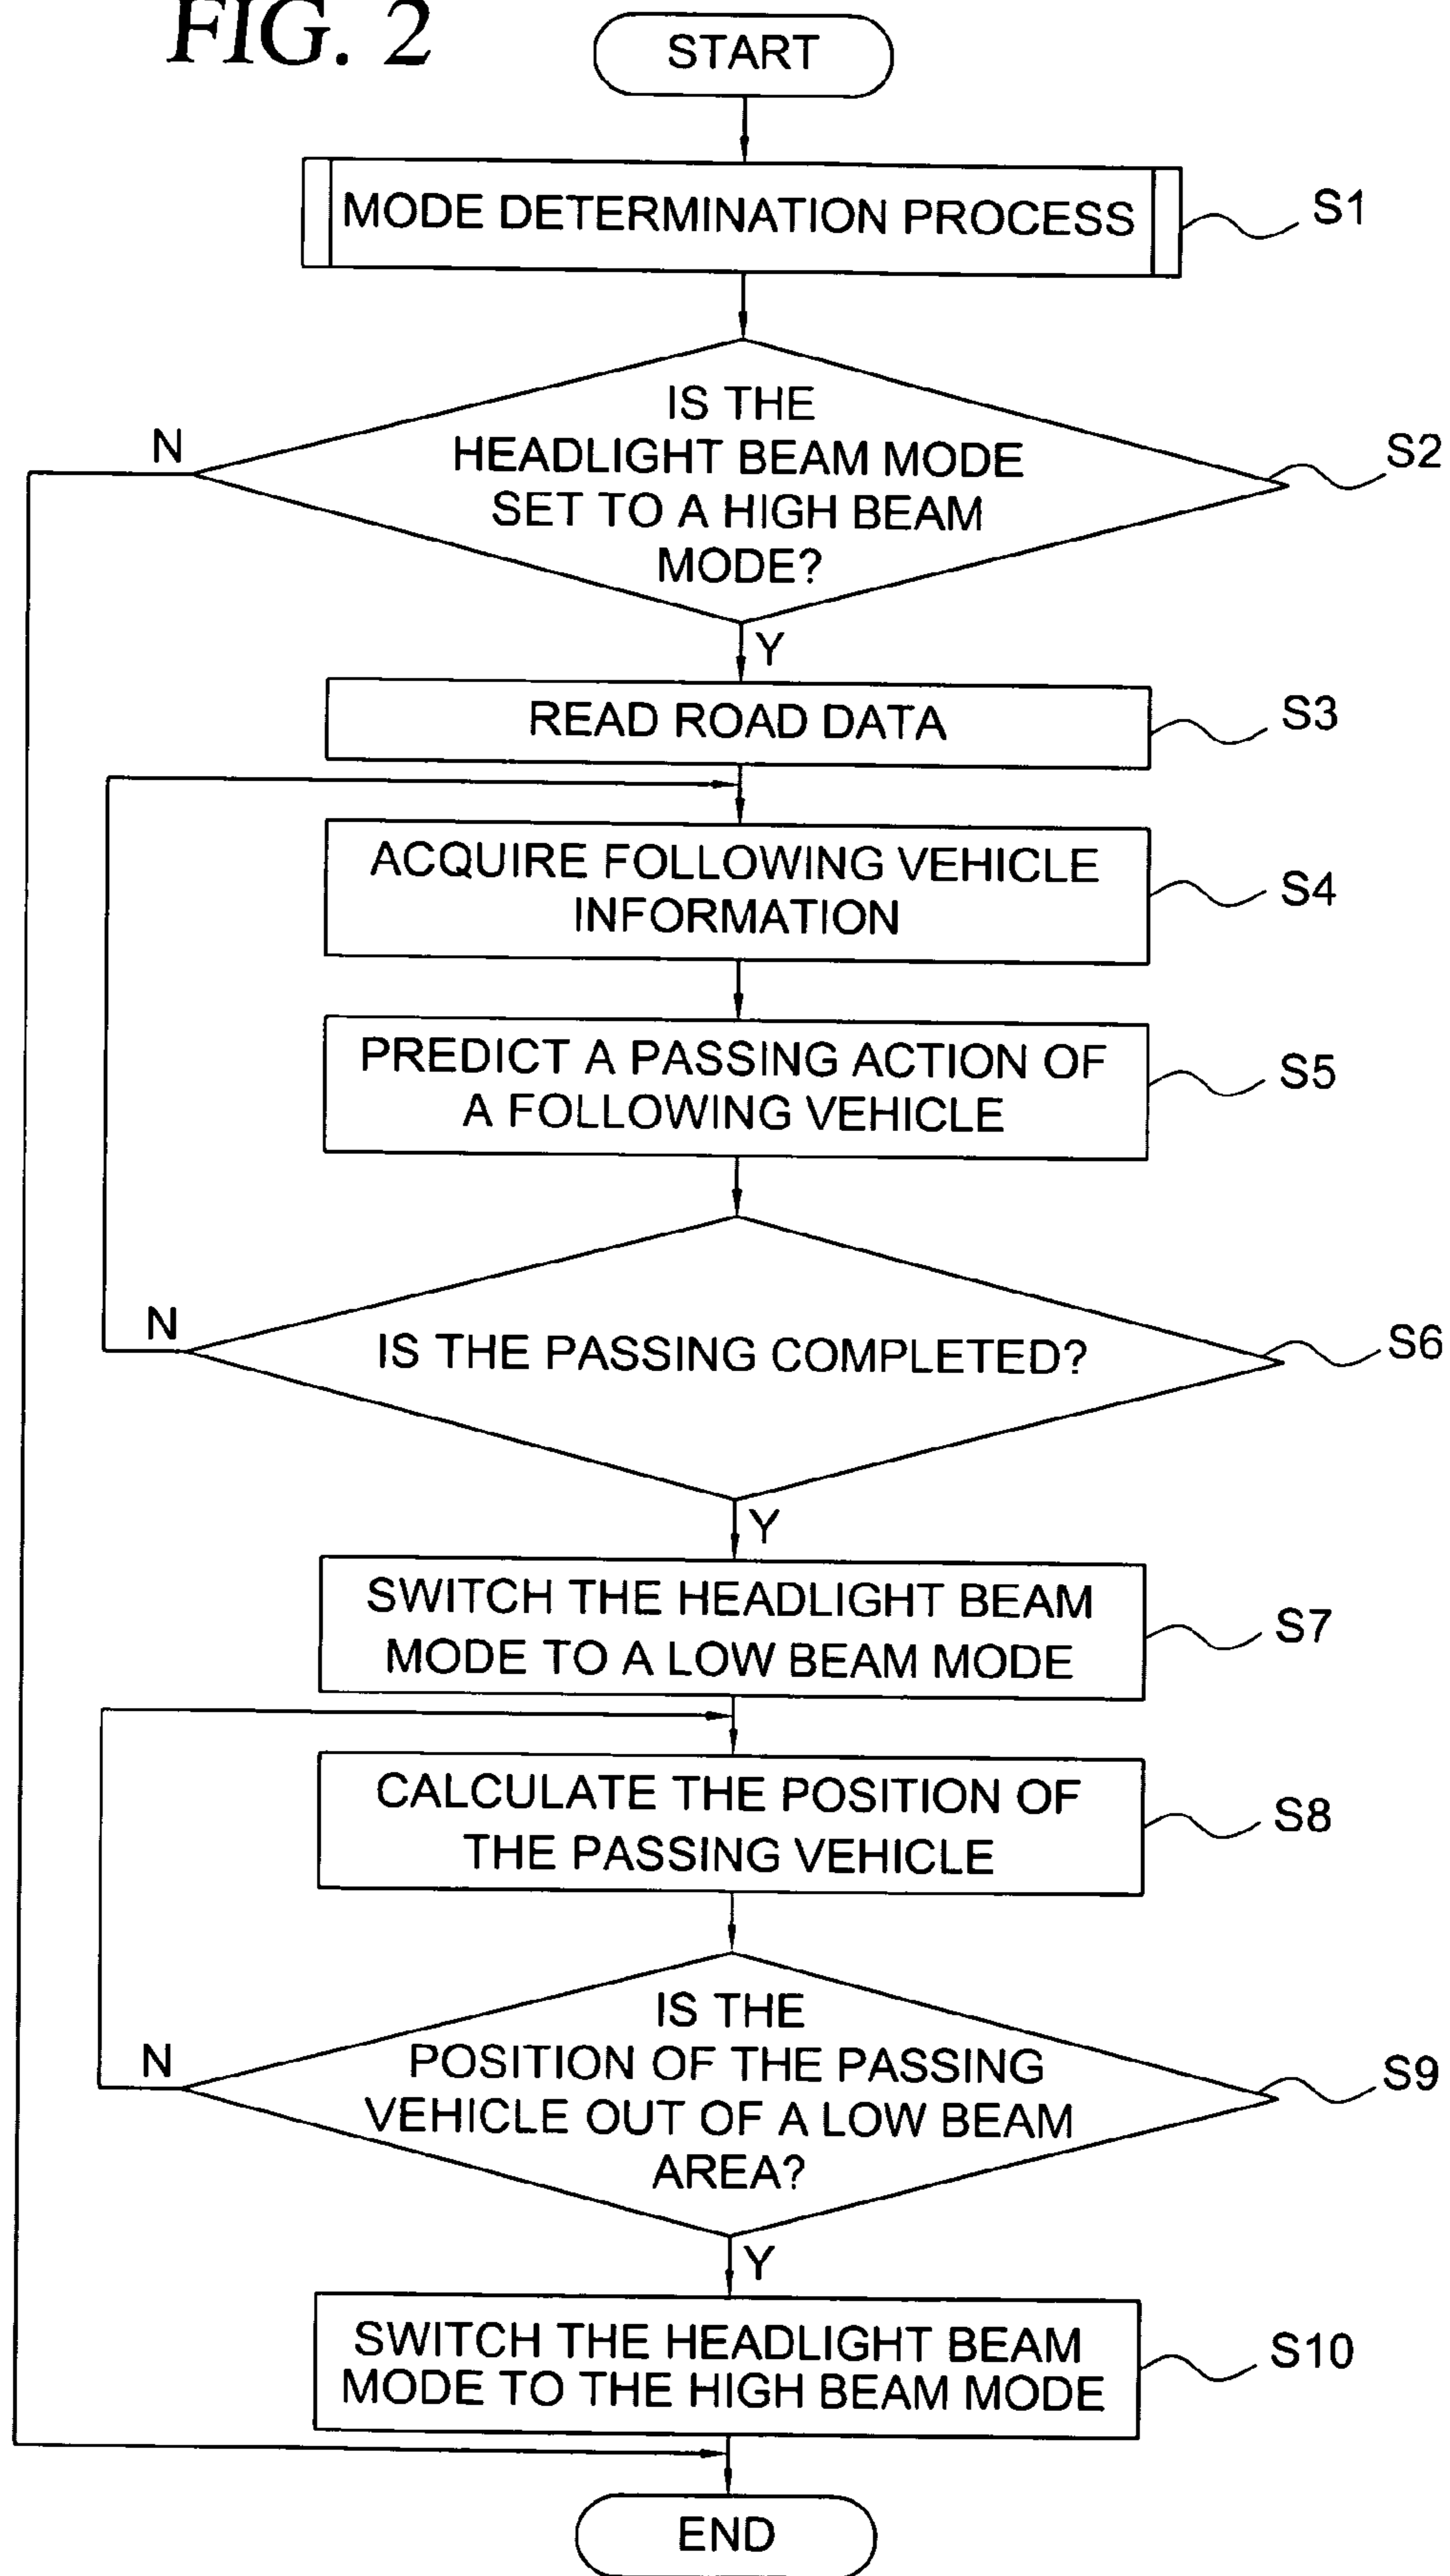 FIG. 2
START
MODE DETERMINATION PROCESS
S1
IS THE
HEADLIGHT BEAM MODE
SET TO A HIGH BEAM
MODE?
N
S2
Y
READ ROAD DATA
S3
ACQUIRE FOLLOWING VEHICLE
INFORMATION
S4
PREDICT A PASSING ACTION OF
A FOLLOWING VEHICLE
S5
N
IS THE PASSING COMPLETED?
S6
Y
SWITCH THE HEADLIGHT BEAM
MODE TO A LOW BEAM MODE
S7
CALCULATE THE POSITION OF
THE PASSING VEHICLE
S8
IS THE
POSITION OF THE PASSING
VEHICLE OUT OF A LOW BEAM
AREA?
N
S9
Y
SWITCH THE HEADLIGHT BEAM
MODE TO THE HIGH BEAM MODE
S10
END